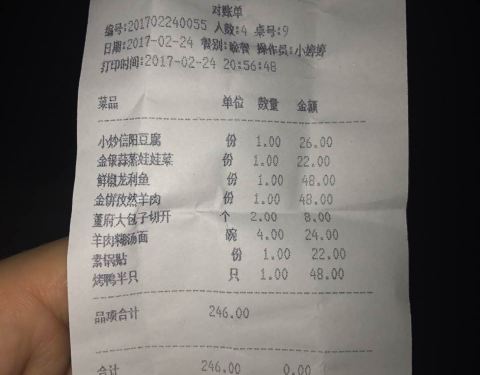 对账单
编号:201702240055 人数:4 桌号:9
日期:2017-02-24 餐别:晚餐 操作员:小婷婷
打印时间:2017-02-24 20:56:48
菜品 单位 数量 金额
小炒信阳豆腐 份 1.00 26.00
金银蒜蒸娃娃菜 份 1.00 22.00
鲜椒龙利鱼 份 1.00 48.00
金饼孜然羊肉 份 1.00 48.00
董府大包子切开 个 2.00 8.00
羊肉糊汤面 碗 4.00 24.00
素锅贴 份 1.00 22.00
烤鸭半只 只 1.00 48.00
品项合计 246.00
合计 246.00 0.00